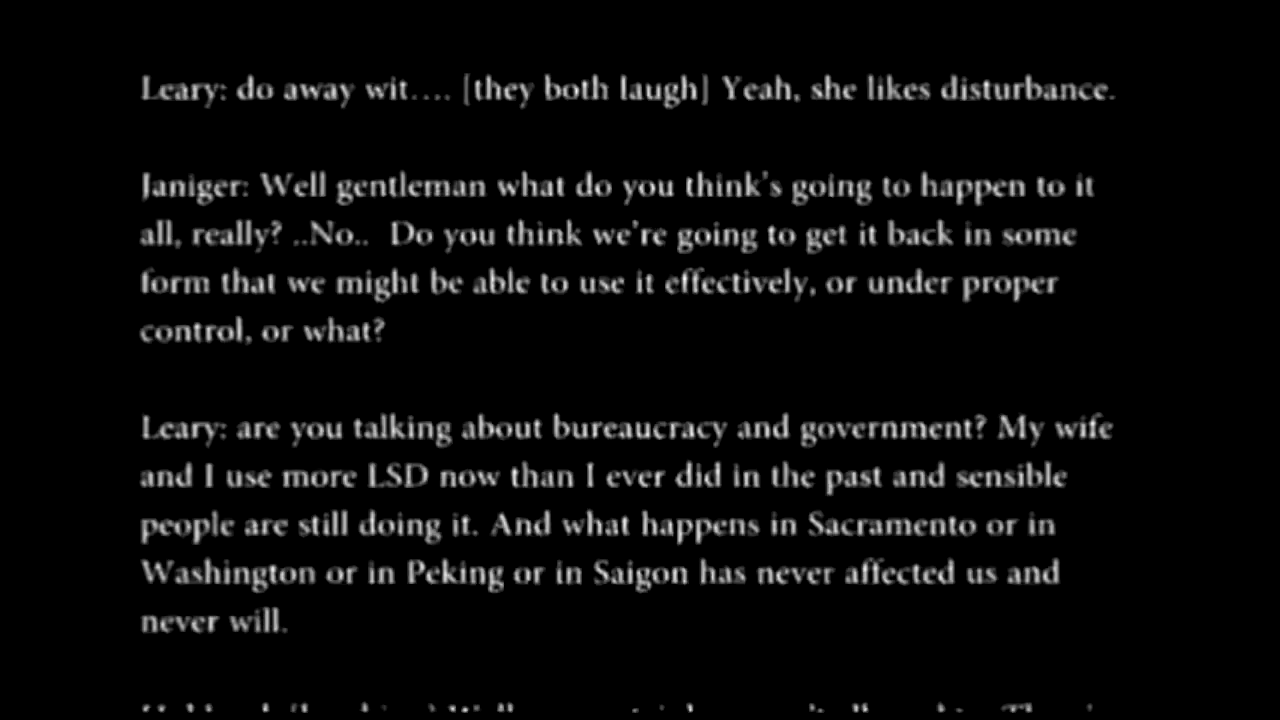 Leary: do away wit.... [they both laugh] Yeah, she likes disturbance.
Janiger: Well gentleman what do you think's going to happen to it
all, really? ..No..  Do you think we're going to get it back in some
form that we might be able to use it effectively, or under proper
control, or what?
Leary: are you talking about bureaucracy and government? My wife
and I use more LSD now than I ever did in the past and sensible
people are still doing it. And what happens in Sacramento or in
Washington or in Peking or in Saigon has never affected us and
never will.